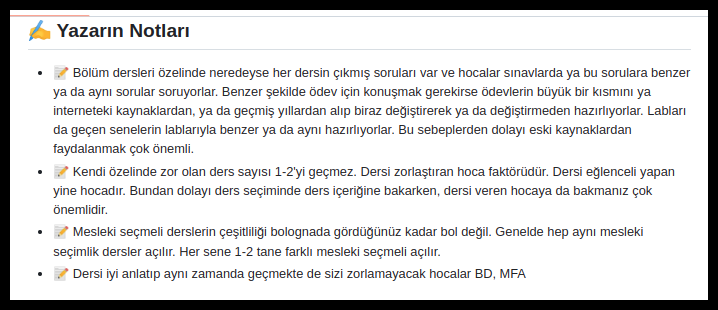 ✍️ Yazarın Notları
📝 Bölüm dersleri özelinde neredeyse her dersin çıkmış soruları var ve hocalar sınavlarda ya bu sorulara benzer
ya da aynı sorular soruyorlar. Benzer şekilde ödev için konuşmak gerekirse ödevlerin büyük bir kısmını ya
interneteki kaynaklardan, ya da geçmiş yıllardan alıp biraz değiştirerek ya da değiştirmeden hazırlıyorlar. Labları
da geçen senelerin lablarıyla benzer ya da aynı hazırlıyorlar. Bu sebeplerden dolayı eski kaynaklardan
faydalanmak çok önemli.
📝 Kendi özelinde zor olan ders sayısı 1-2'yi geçmez. Dersi zorlaştıran hoca faktörüdür. Dersi eğlenceli yapan
yine hocadır. Bundan dolayı ders seçiminde ders içeriğine bakarken, dersi veren hocaya da bakmanız çok
önemlidir.
📝 Mesleki seçmeli derslerin çeşitliliği bolognada gördüğünüz kadar bol değil. Genelde hep aynı mesleki
seçimlik dersler açılır. Her sene 1-2 tane farklı mesleki seçmeli açılır.
📝 Dersi iyi anlatıp aynı zamanda geçmekte de sizi zorlamayacak hocalar BD, MFA